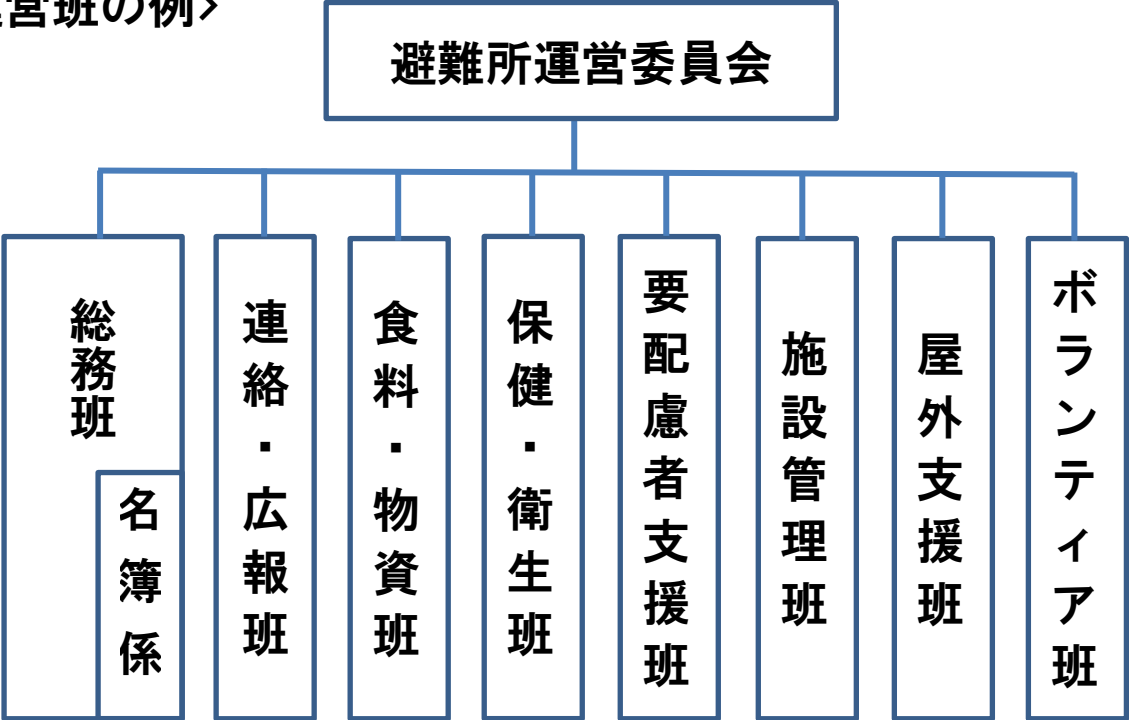 営班の例>
避難所運営委員会
総務班
名簿係
連絡・広報班
食料・物資班
保健・衛生班
要配慮者支援班
施設管理班
屋外支援班
ボランティア班